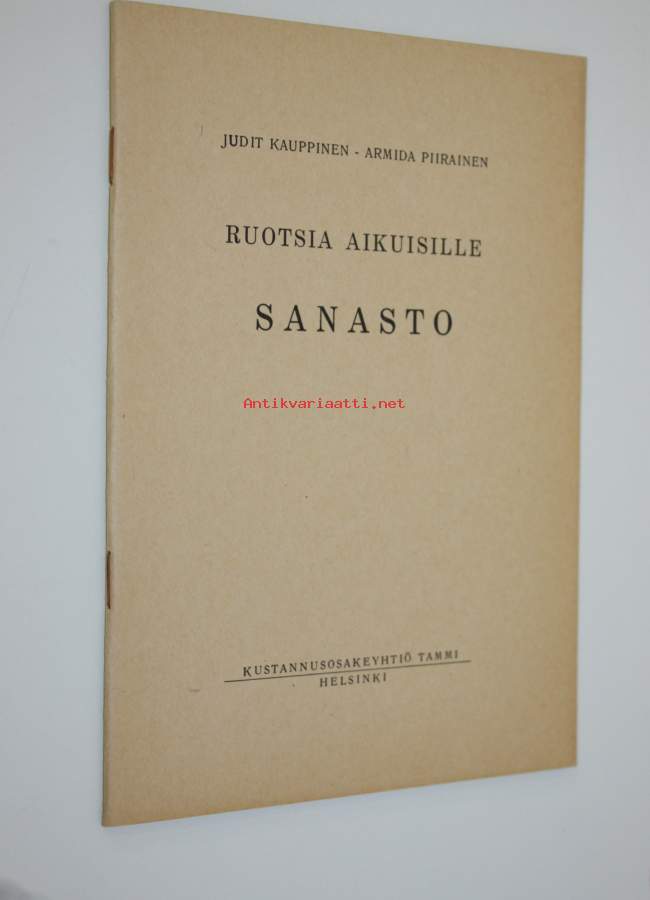 JUDIT KAUPPINEN - ARMIDA PIIRAINEN
RUOTSIA AIKUISILLE
SANASTO
Antikvariaatti.net
KUSTANNUSOSAKEYHTIÖ TAMMI
HELSINKI